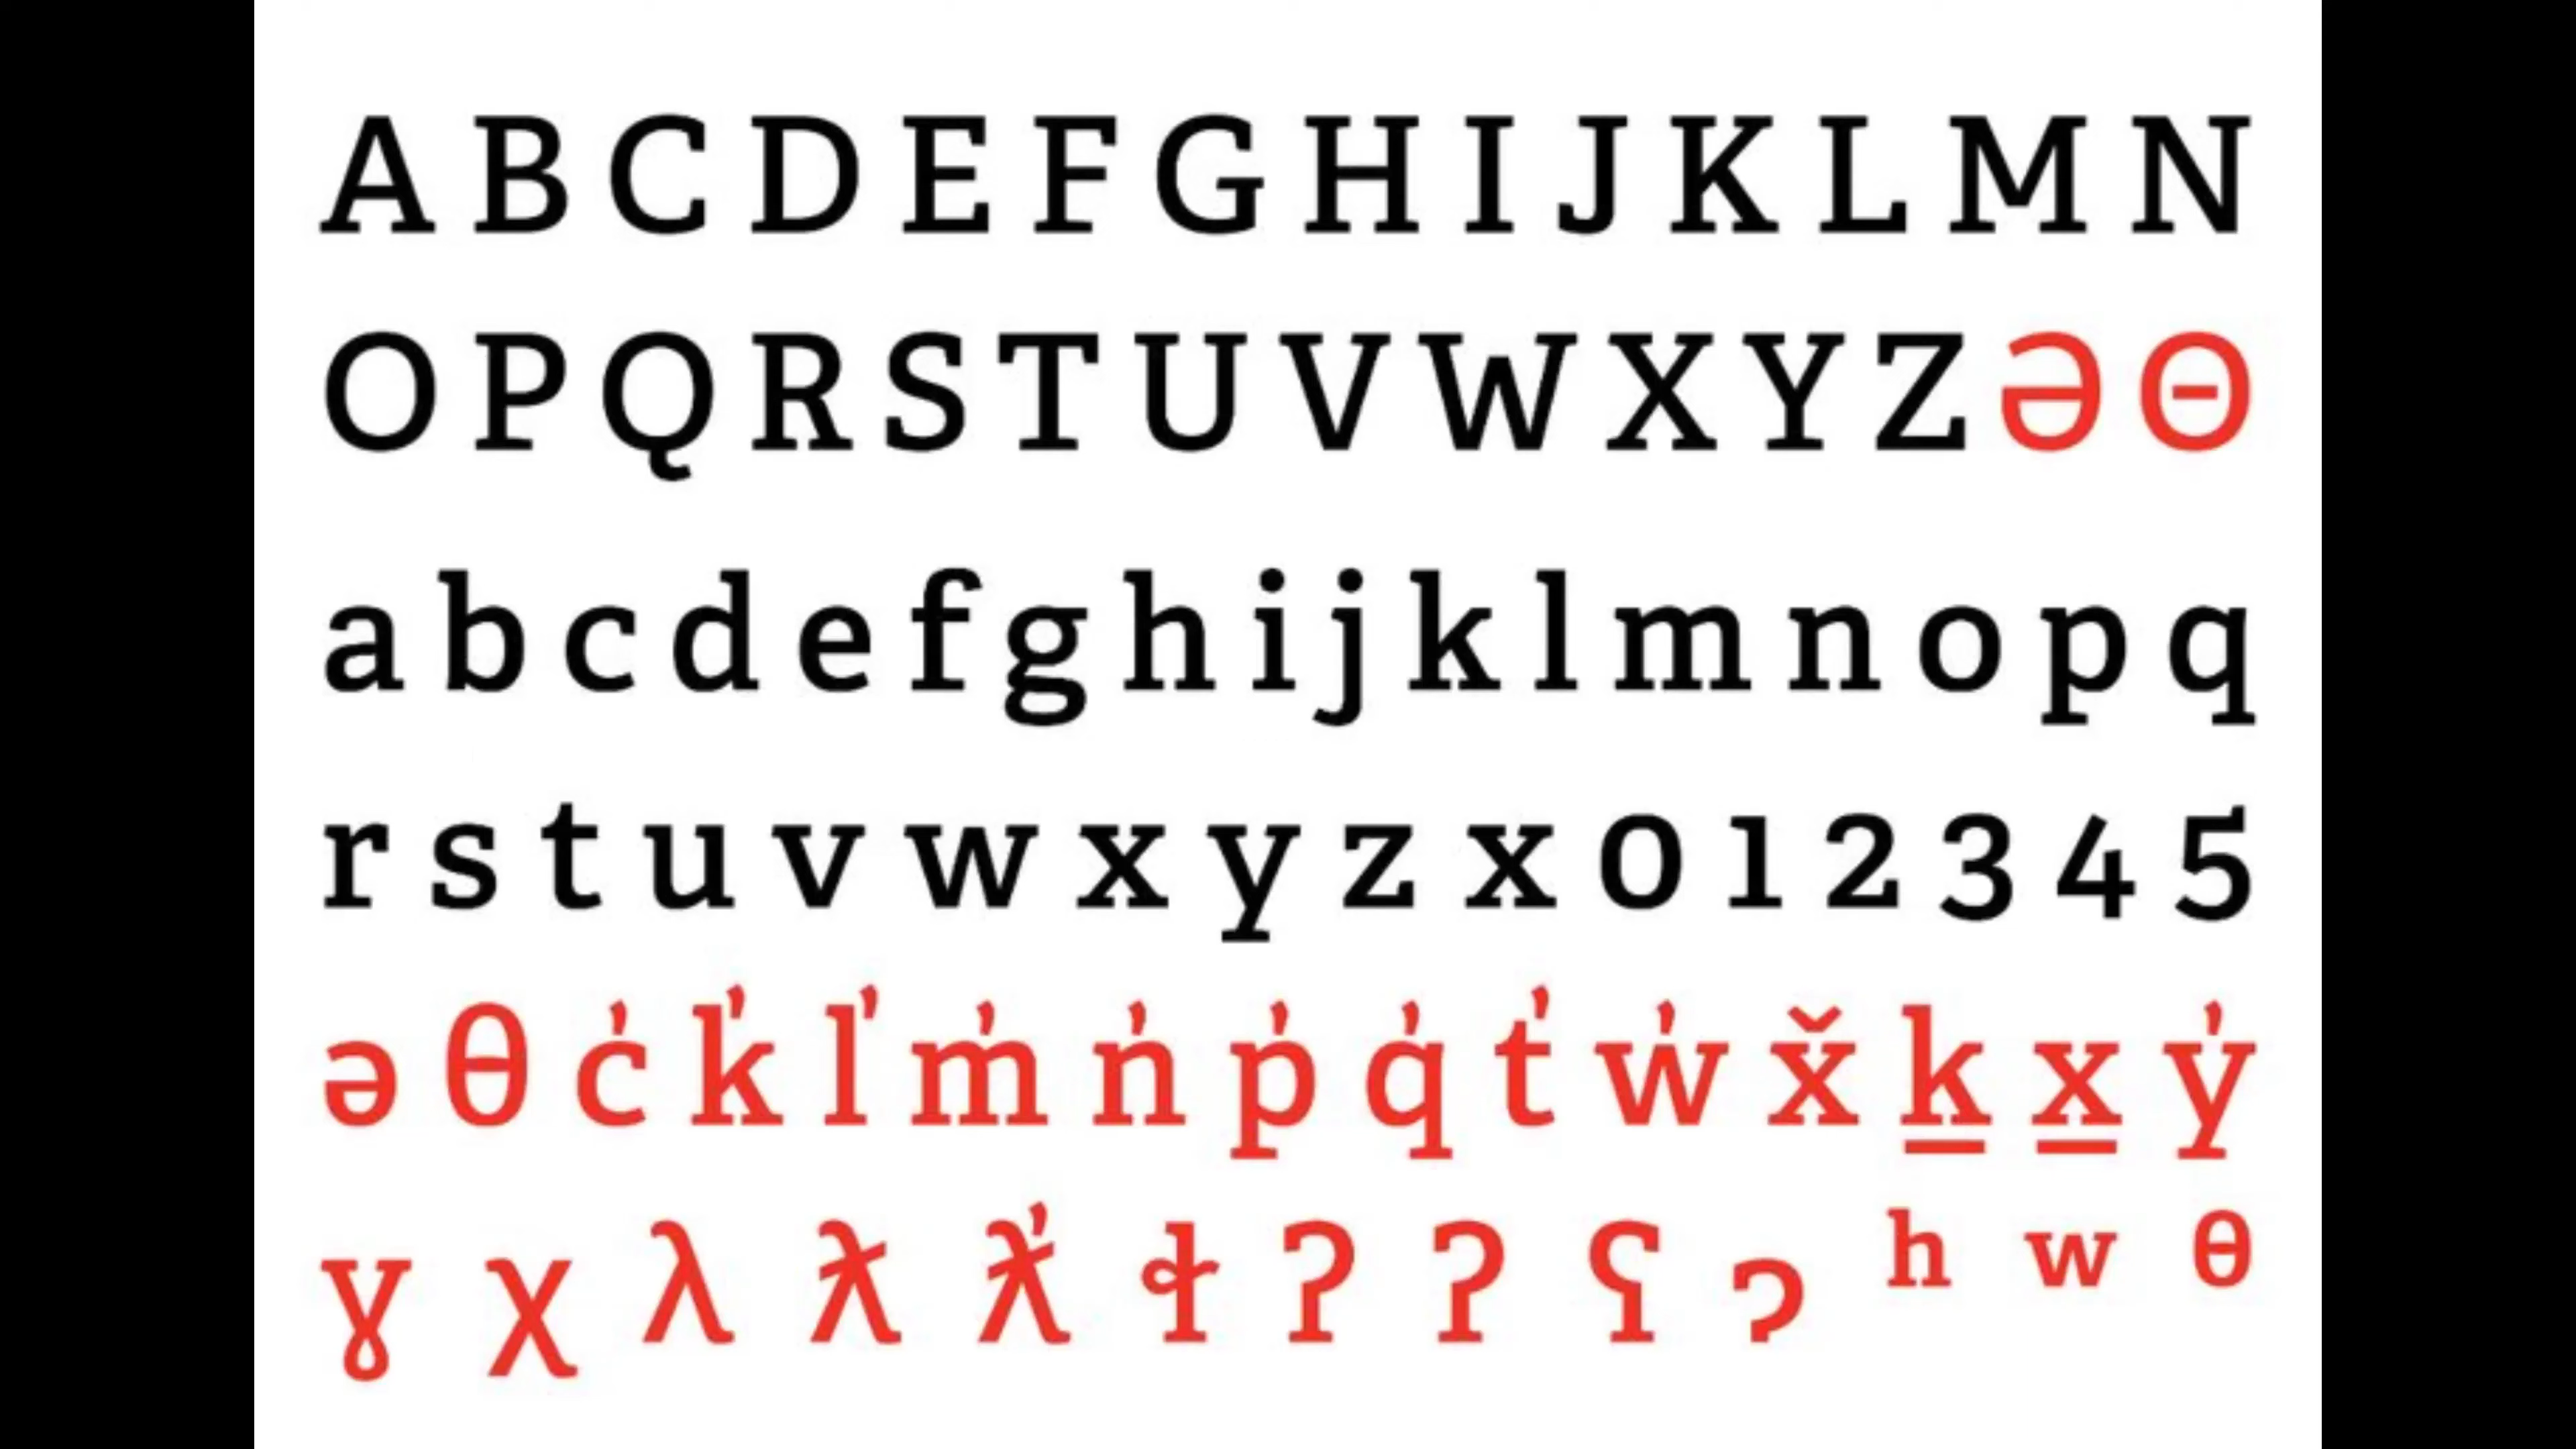 A B C D E F G H I J K L M N
O P Q R S T U V W X Y Z Ə Θ
a b c d e f g h i j k l m n o p q
r s t u v w x y z x 0 1 2 3 4 5
ə θ c̓ k̓ l̓ m̓ n̓ p̓ q̓ t̓ w̓ x̌ ḵ x̱ y̓
ɣ χ λ ƛ ƛ̓ ɫ ʔ ʔ ʕ ɂ ʰ ʷ ᶿ